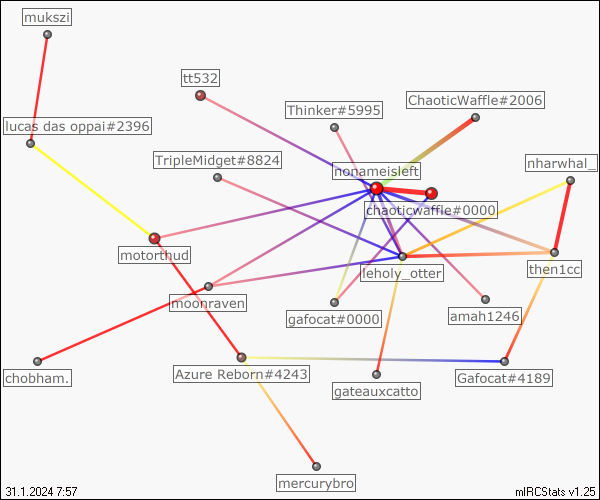 mukszi
tt532
ChaoticWaffle#2006
Thinker#5995
lucas das oppai#2396
TripleMidget#8824
nharwhal_
nonameisleft
chaoticwaffle#0000
motorthud
leholy_otter
then1cc
moonraven
gafocat#0000
amah1246
chobham.
Azure Reborn#4243
Gafocat#4189
gateauxcatto
mercurybro
31.1.2024 7:57
mIRCStats v1.25